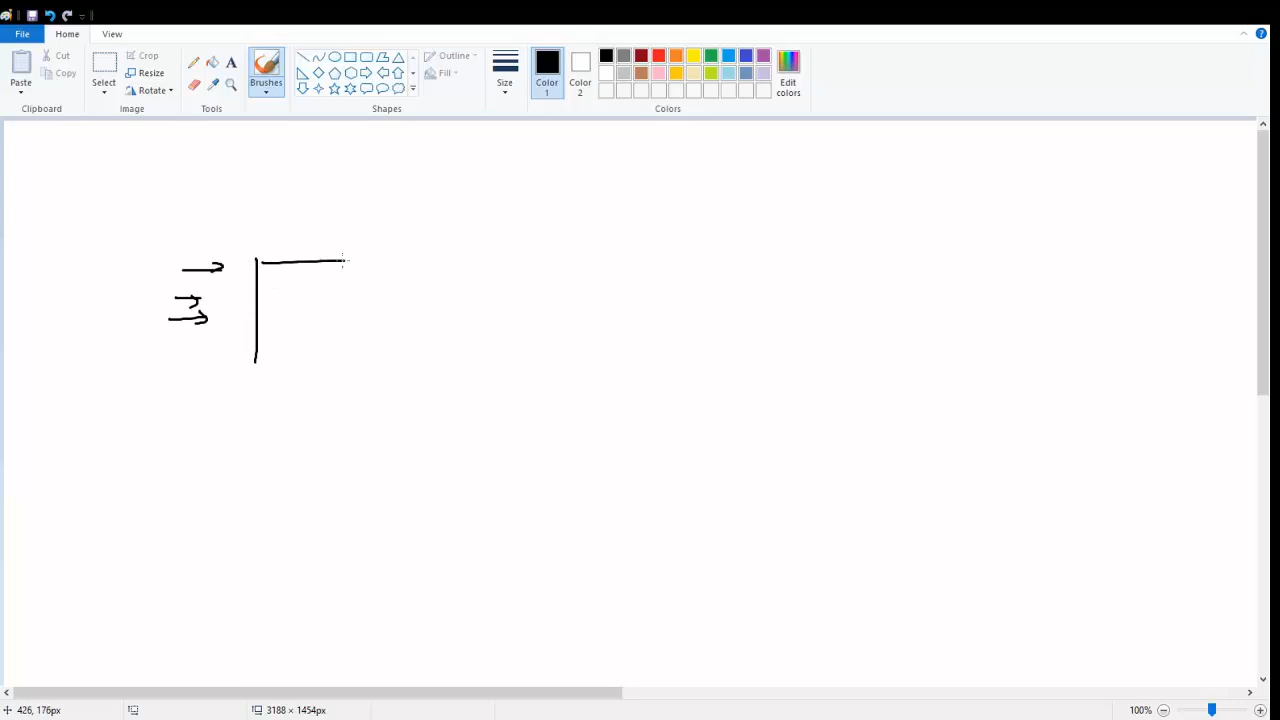 File Home View
Paste Cut Copy Clipboard
Select Crop Resize Rotate Image
Tools
Brushes
Outline Fill Shapes
Size
Color 1
Color 2
Edit colors
Colors
426, 176px 3188 × 1454px 100%